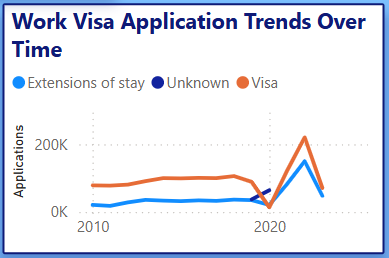 Work Visa Application Trends Over
Time
Extensions of stay Unknown Visa
Applications
200K
0K
2010 2020